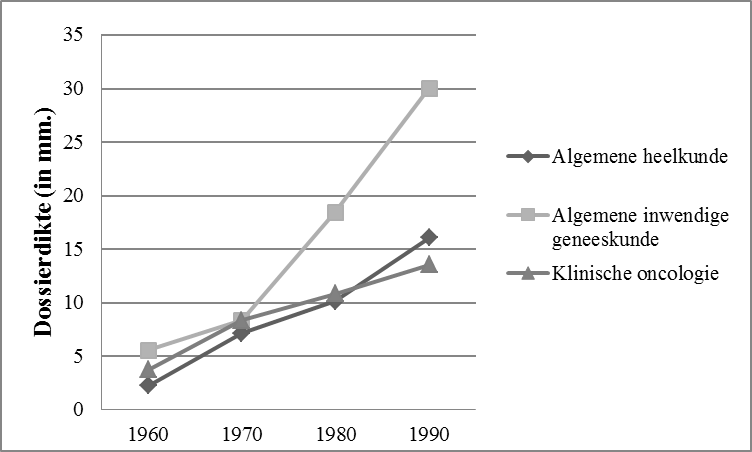 35
30
25
20
15
10
5
0
Dossierdikte (in mm.)
1960 1970 1980 1990
Algemene heelkunde
Algemene inwendige
geneeskunde
Klinische oncologie